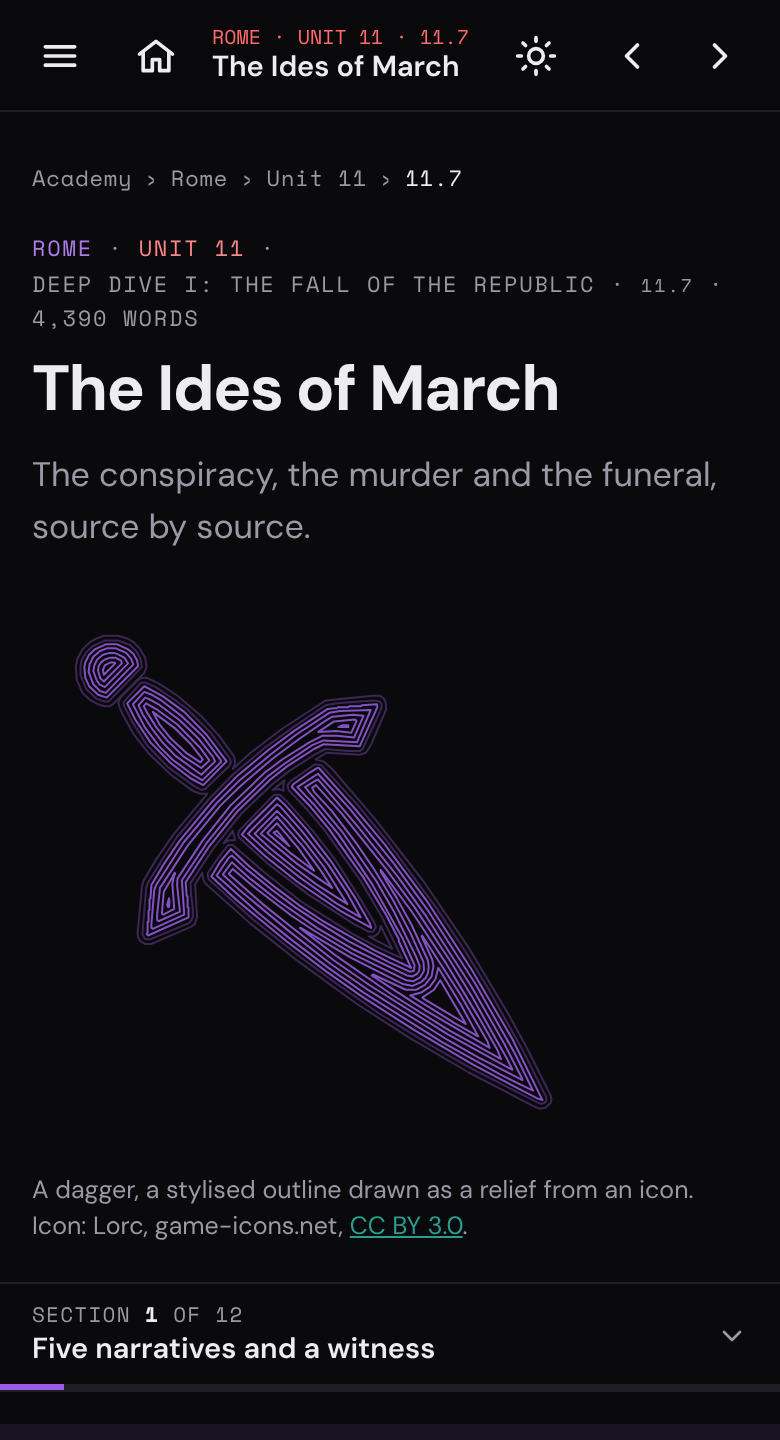 ROME · UNIT 11 · 11.7
The Ides of March
Academy › Rome › Unit 11 › 11.7
ROME · UNIT 11 ·
DEEP DIVE I: THE FALL OF THE REPUBLIC · 11.7 ·
4,390 WORDS
The Ides of March
The conspiracy, the murder and the funeral,
source by source.
A dagger, a stylised outline drawn as a relief from an icon.
Icon: Lorc, game-icons.net, CC BY 3.0.
SECTION 1 OF 12
Five narratives and a witness